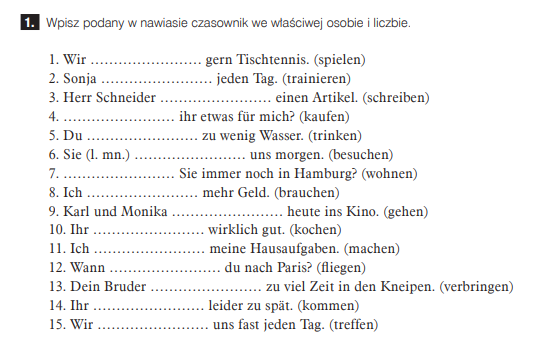 1. Wpisz podany w nawiasie czasownik we właściwej osobie i liczbie.
1. Wir ........................ gern Tischtennis. (spielen)
2. Sonja ........................ jeden Tag. (trainieren)
3. Herr Schneider ........................ einen Artikel. (schreiben)
4. ........................ ihr etwas für mich? (kaufen)
5. Du ........................ zu wenig Wasser. (trinken)
6. Sie (l. mn.) ........................ uns morgen. (besuchen)
7. ........................ Sie immer noch in Hamburg? (wohnen)
8. Ich ........................ mehr Geld. (brauchen)
9. Karl und Monika ........................ heute ins Kino. (gehen)
10. Ihr ........................ wirklich gut. (kochen)
11. Ich ........................ meine Hausaufgaben. (machen)
12. Wann ........................ du nach Paris? (fliegen)
13. Dein Bruder ........................ zu viel Zeit in den Kneipen. (verbringen)
14. Ihr ........................ leider zu spät. (kommen)
15. Wir ........................ uns fast jeden Tag. (treffen)